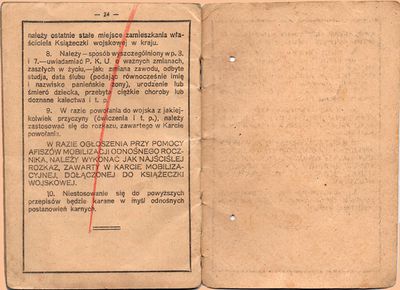 — 24 —
należy ostatnie stałe miejsce zamieszkania wła-
ściciela Książeczki wojskowej w kraju.
8. Należy — sposób wyszczególniony w p. 3.
i 7.—uwiadamiać P. K. U. o ważnych zmianach,
zaszłych w życiu,—jak zmiana zawodu, odbyte
studja, data ślubu (podając równocześnie imię
i nazwisko panieńskie żony), urodzenie lub
śmierć dziecka, przebyte ciężkie choroby lub
doznane kalectwa i t. p.
9. W razie powołania do wojska z jakiej-
kolwiek przyczyny (ćwiczenia i t. p.), należy
zastosować się do rozkazu, zawartego w Karcie
powołań.
W RAZIE OGŁOSZENIA PRZY POMOCY
AFISZÓW MOBILIZACJI ODNOŚNEGO ROCZ-
NIKA, NALEŻY WYKONAĆ JAK NAJŚCIŚLEJ
ROZKAZ, ZAWARTY W KARCIE MOBILIZA-
CYJNEJ, DOŁĄCZONEJ DO KSIĄŻECZKI
WOJSKOWEJ.
10. Niestosowanie się do powyższych
przepisów będzie karane w myśl odnośnych
postanowień karnych.